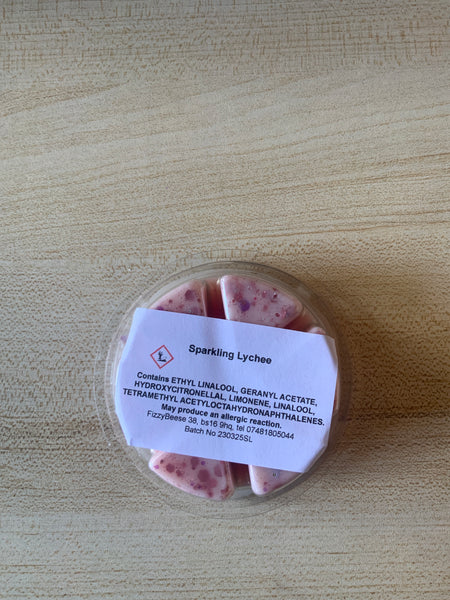 Sparkling Lychee
Contains ETHYL LINALOOL, GERANYL ACETATE,
HYDROXYCITRONELLAL, LIMONENE, LINALOOL,
TETRAMETHYL ACETYLOCTAHYDRONAPHTHALENES.
May produce an allergic reaction.
FizzyBeese 38, bs16 9hq, tel 07481805044
Batch No 230325SL